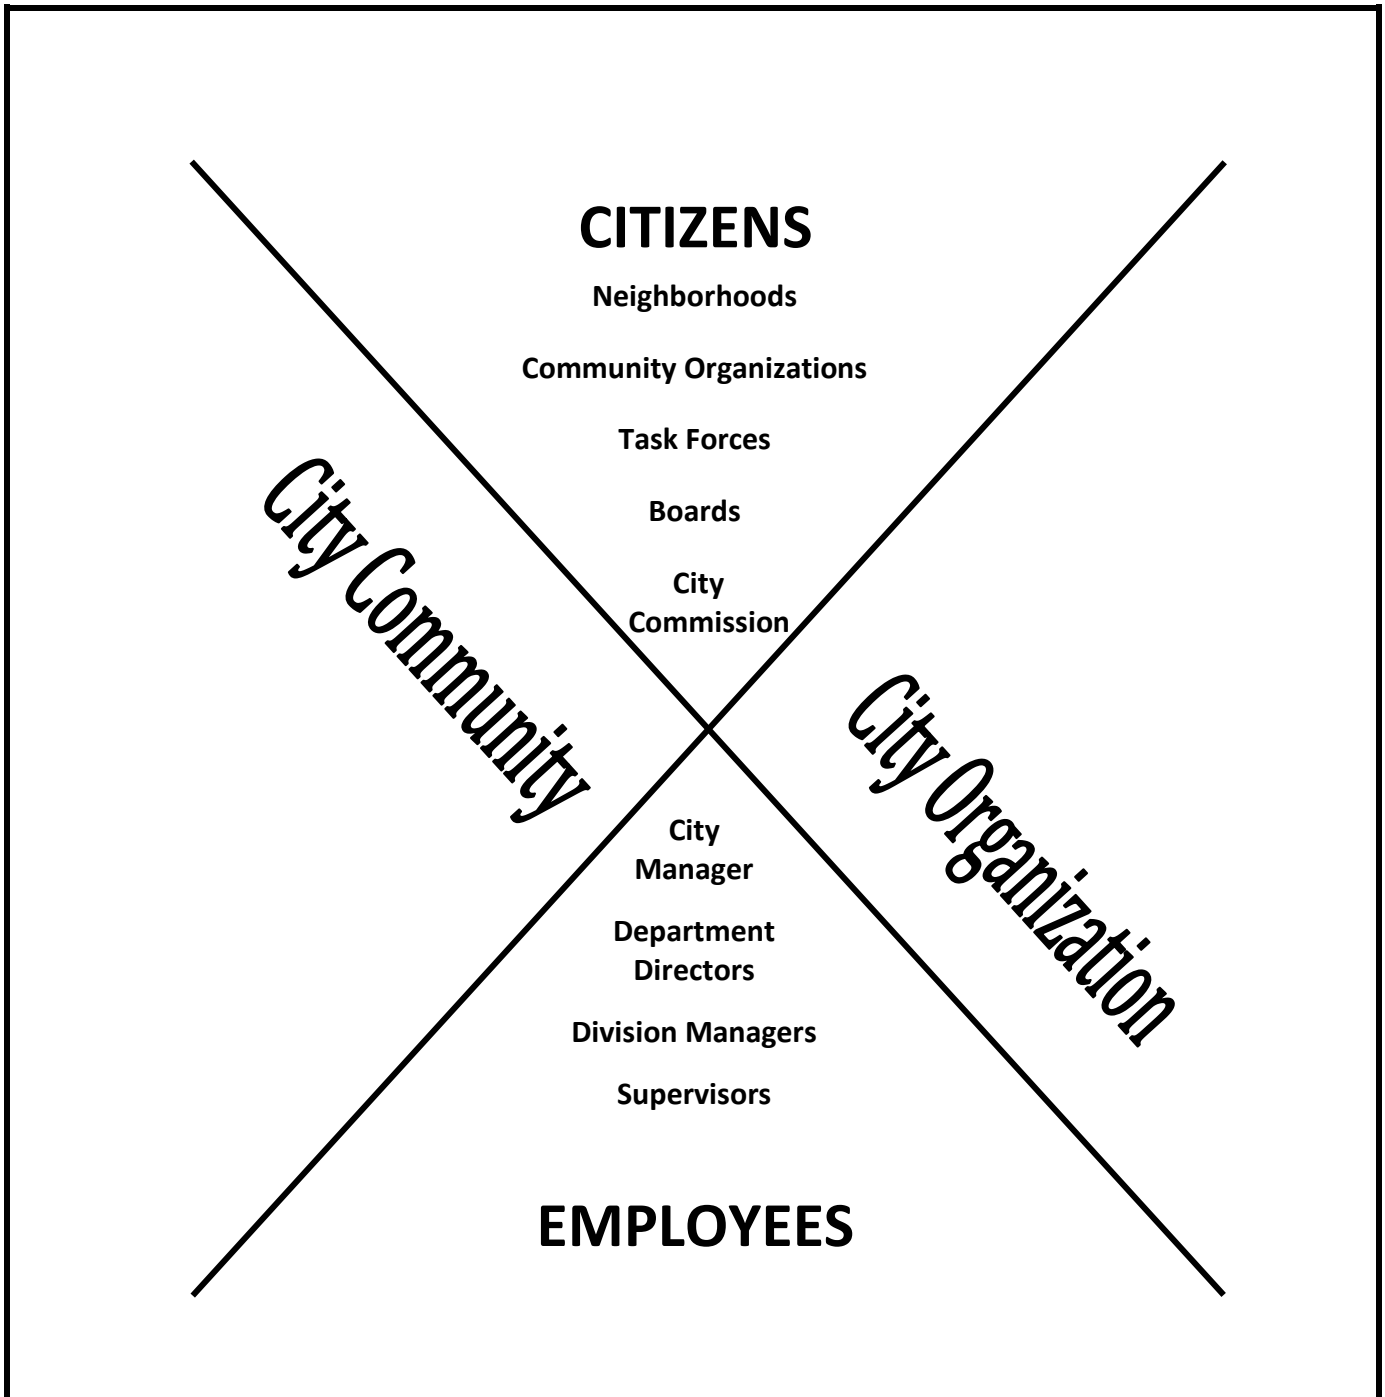 CITIZENS
Neighborhoods
Community Organizations
Task Forces
Boards
City
Commission
City Community
City Organization
City
Manager
Department
Directors
Division Managers
Supervisors
EMPLOYEES